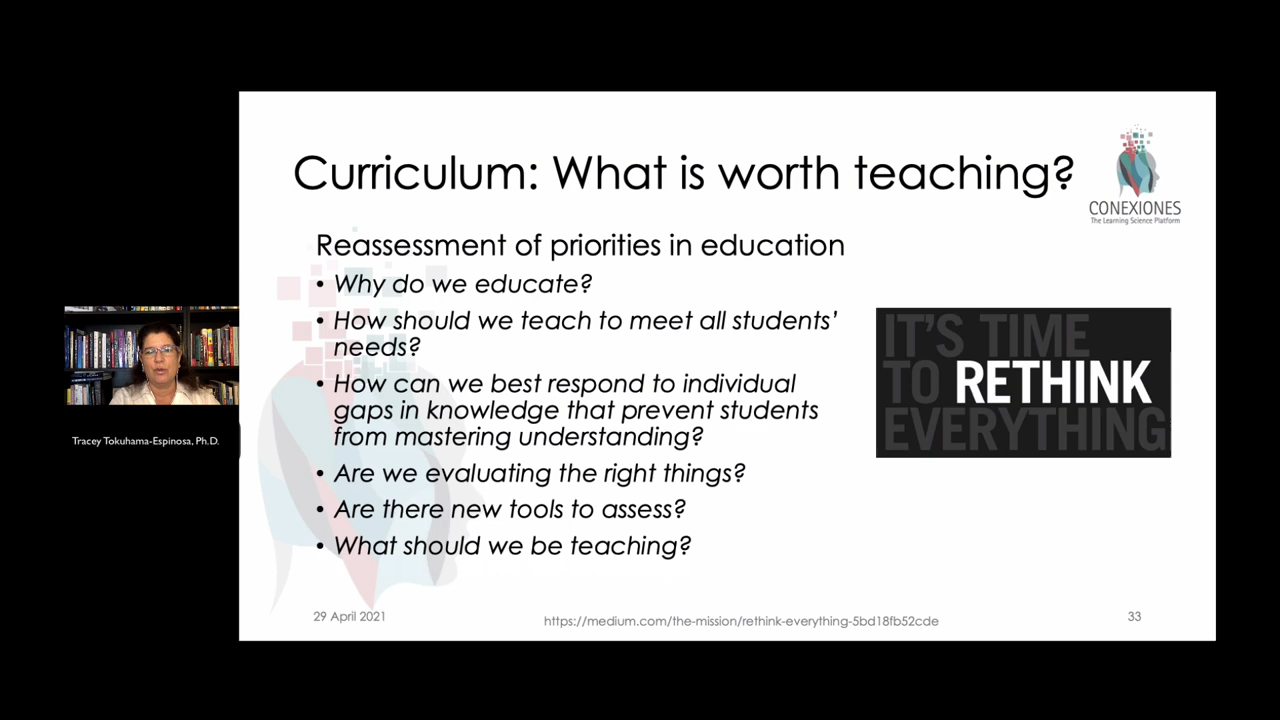 Curriculum: What is worth teaching?
CONEXIONES
The Learning Science Platform
Reassessment of priorities in education
• Why do we educate?
• How should we teach to meet all students'
needs?
• How can we best respond to individual
gaps in knowledge that prevent students
from mastering understanding?
• Are we evaluating the right things?
• Are there new tools to assess?
• What should we be teaching?
IT'S TIME
TO RETHINK
EVERYTHING
Tracey Tokuhama-Espinosa, Ph.D.
29 April 2021
https://medium.com/the-mission/rethink-everything-5bd18fb52cde
33